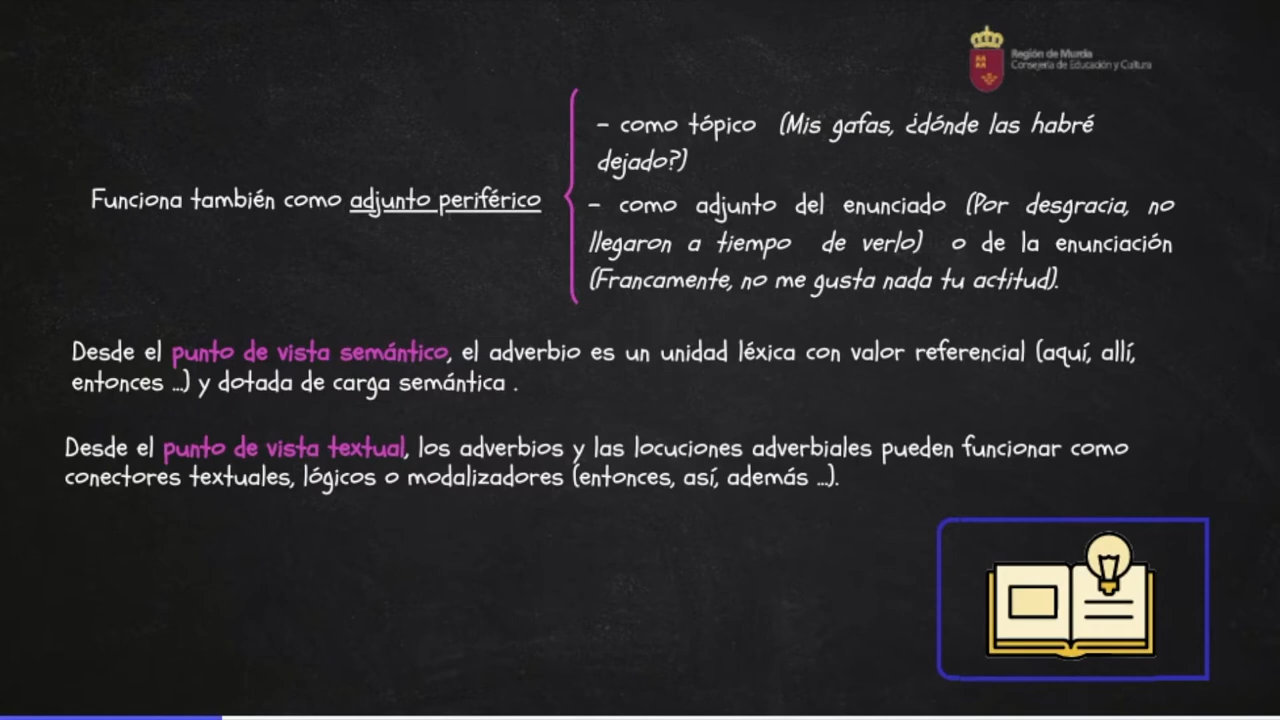 Región de Murcia
Consejería de Educación y Cultura
– como tópico (Mis gafas, ¿dónde las habré
dejado?)
Funciona también como adjunto periférico
– como adjunto del enunciado (Por desgracia, no
llegaron a tiempo de verlo) o de la enunciación
(Francamente, no me gusta nada tu actitud).
Desde el punto de vista semántico, el adverbio es un unidad léxica con valor referencial (aquí, allí,
entonces ...) y dotada de carga semántica .
Desde el punto de vista textual, los adverbios y las locuciones adverbiales pueden funcionar como
conectores textuales, lógicos o modalizadores (entonces, así, además ...).